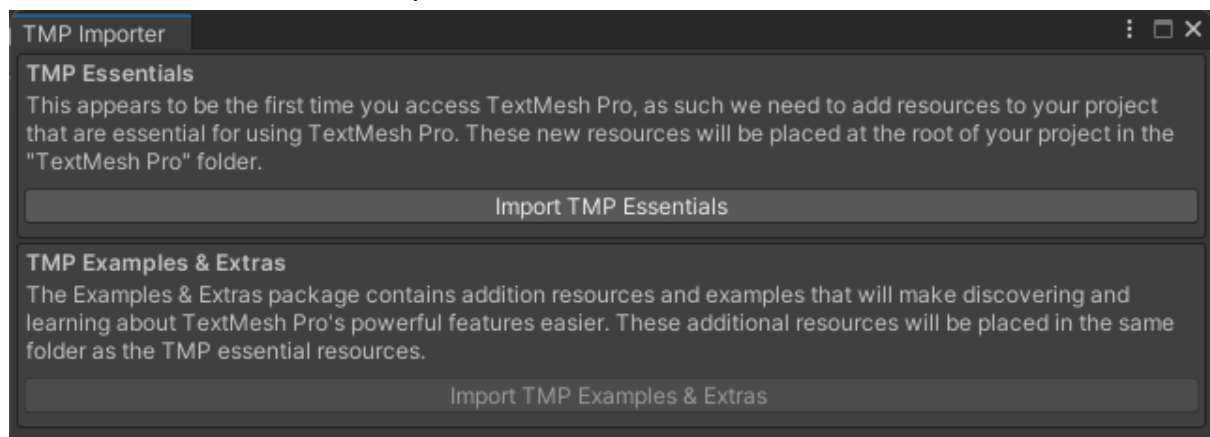 TMP Importer
TMP Essentials
This appears to be the first time you access TextMesh Pro, as such we need to add resources to your project
that are essential for using TextMesh Pro. These new resources will be placed at the root of your project in the
"TextMesh Pro" folder.
Import TMP Essentials
TMP Examples & Extras
The Examples & Extras package contains addition resources and examples that will make discovering and
learning about TextMesh Pro's powerful features easier. These additional resources will be placed in the same
folder as the TMP essential resources.
Import TMP Examples & Extras